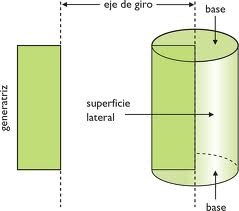 eje de giro
base
generatriz
superficie
lateral
base